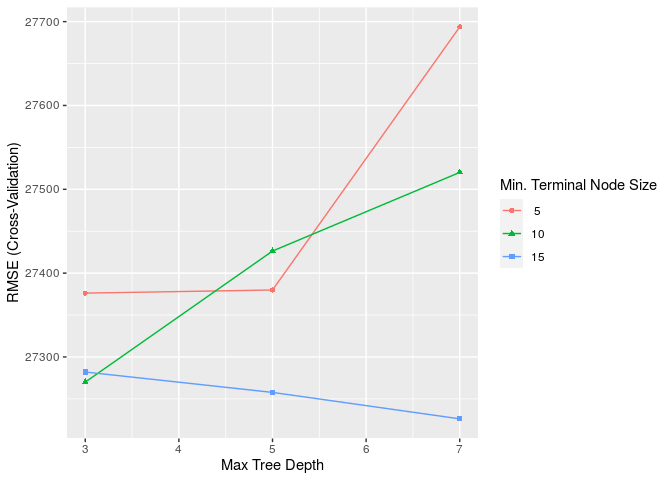 27700
27600
27500
27400
27300
RMSE (Cross-Validation)
3 4 5 6 7
Max Tree Depth
Min. Terminal Node Size
5
10
15